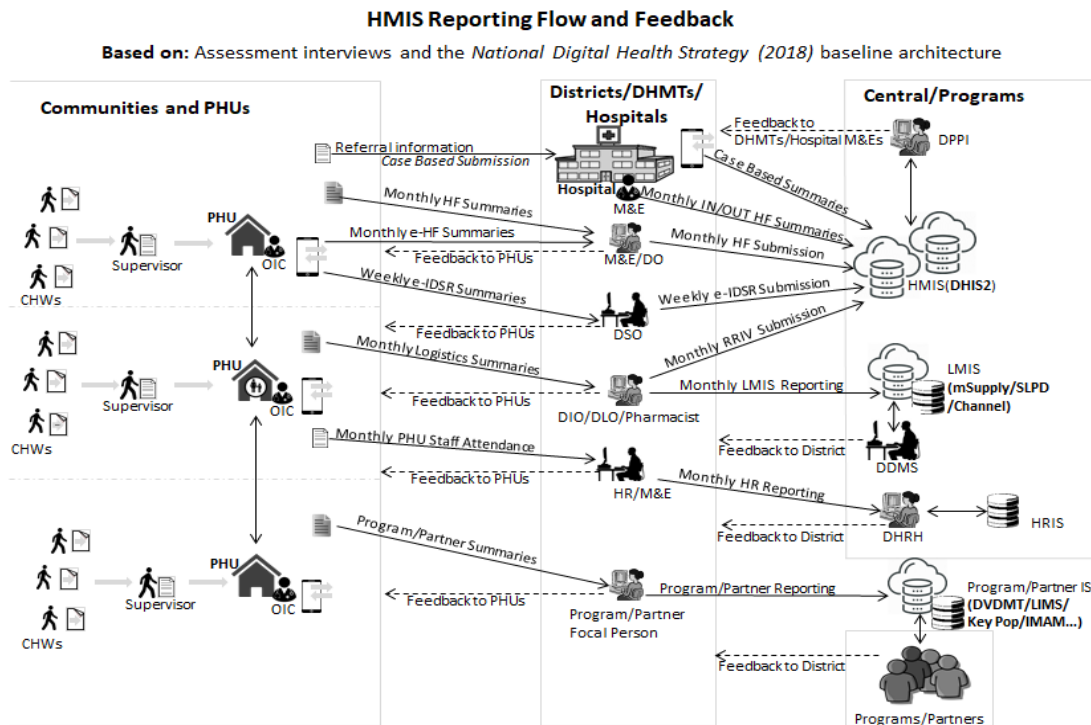 HMIS Reporting Flow and Feedback
Based on: Assessment interviews and the National Digital Health Strategy (2018) baseline architecture
Communities and PHUs
Districts/DHMTs/
Hospitals
Central/Programs
Referral information
Case Based Submission
Hospital
M&E
Feedback to
DHMTs/Hospital M&Es
DPPI
Case Based Summaries
Monthly IN/OUT HF Summaries
Monthly HF Summaries
PHU
Monthly e-HF Summaries
OIC
Feedback to PHUs
M&E/DO
Monthly HF Submission
HMIS(DHIS2)
CHWs
Supervisor
Weekly e-IDSR Summaries
Weekly e-IDSR Submission
Feedback to PHUs
DSO
Monthly RRIV Submission
PHU
Monthly Logistics Summaries
CHWs
Supervisor
OIC
Feedback to PHUs
DIO/DLO/Pharmacist
Monthly LMIS Reporting
LMIS
(mSupply/SLPD
/Channel)
Feedback to District
DDMS
Monthly PHU Staff Attendance
Feedback to PHUs
HR/M&E
Monthly HR Reporting
DHRH
HRIS
Feedback to District
PHU
Program/Partner Summaries
CHWs
Supervisor
OIC
Feedback to PHUs
Program/Partner
Focal Person
Program/Partner Reporting
Program/Partner IS
(DVDMT/LIMS/
Key Pop/IMAM...)
Feedback to District
Programs/Partners